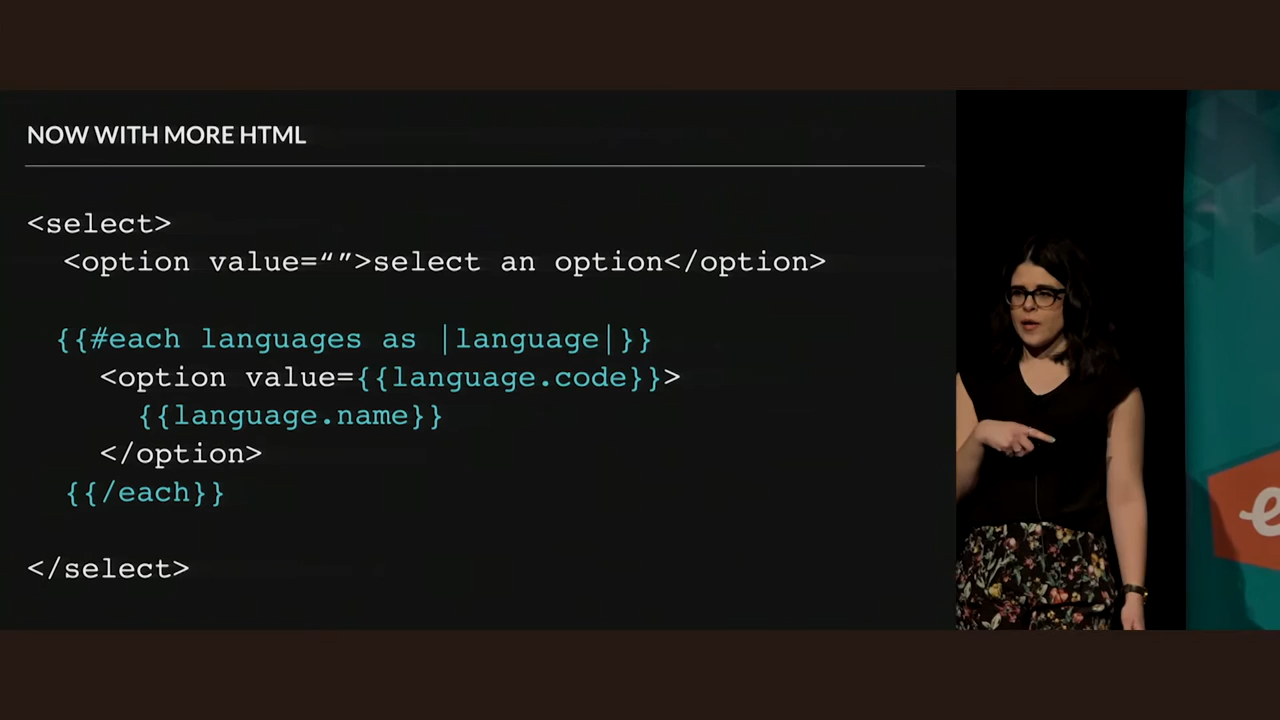 NOW WITH MORE HTML
<select>
<option value=“”>select an option</option>
{{#each languages as |language|}}
<option value={{language.code}}>
{{language.name}}
</option>
{{/each}}
</select>
e